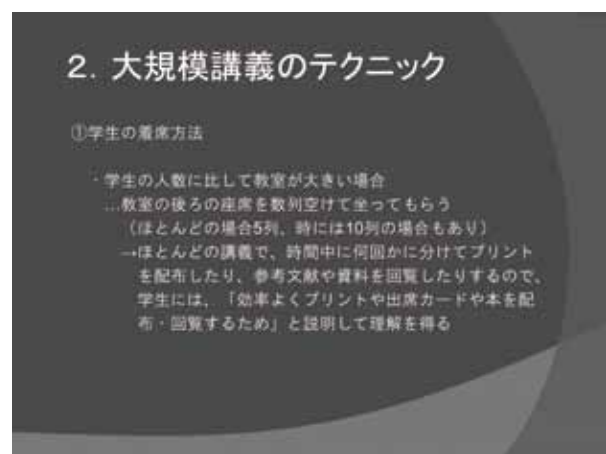 2．大規模講義のテクニック
①学生の着席方法
・学生の人数に比して教室が大きい場合
…教室の後ろの座席を数列空けて坐ってもらう
（ほとんどの場合5列、時には10列の場合もあり）
→ほとんどの講義で、時間中に何回かに分けてプリント
を配布したり、参考文献や資料を回覧したりするので、
学生には、「効率よくプリントや出席カードや本を配
布・回覧するため」と説明して理解を得る